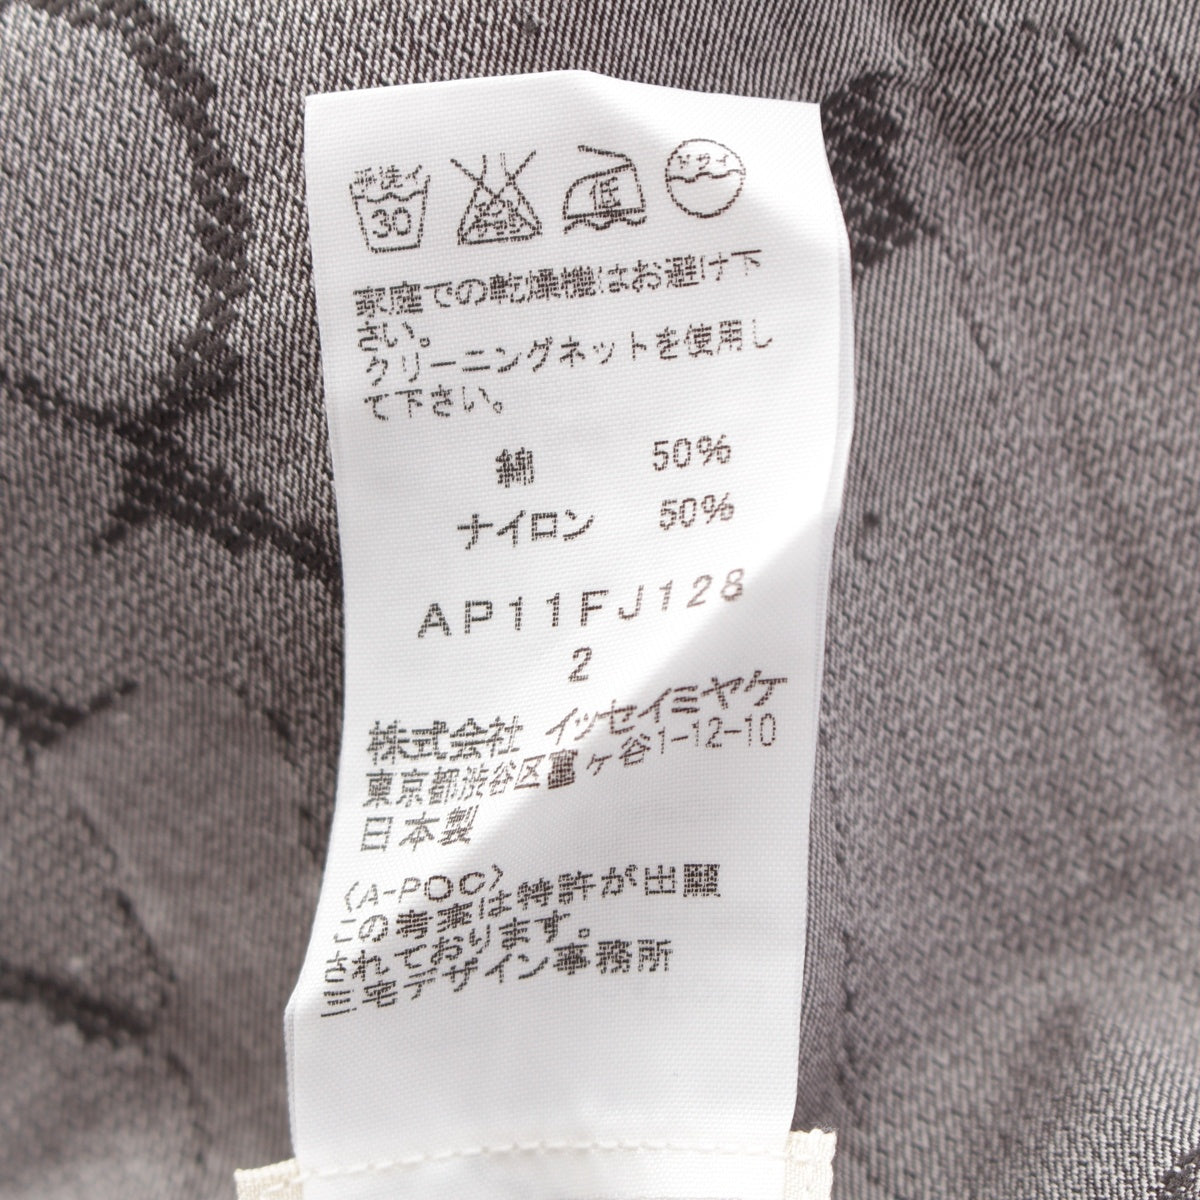 手洗イ 30 低 ドライ
家庭での乾燥機はお避け下
さい。
クリーニングネットを使用し
て下さい。
綿 50%
ナイロン 50%
AP11FJ128
2
株式会社 イッセイミヤケ
東京都渋谷区富ヶ谷1-12-10
日本製
〈A-POC〉
この考案は特許が出願
されております。
三宅デザイン事務所